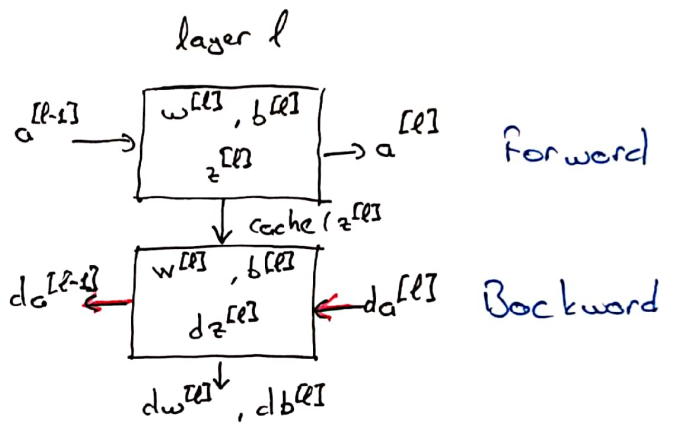 layer l
a^[l-1] → w^[l], b^[l] → a^[l] Forward
z^[l]
cache (z^[l]
da^[l-1] ← w^[l], b^[l] ← da^[l] Backward
dz^[l]
dw^[l], db^[l]